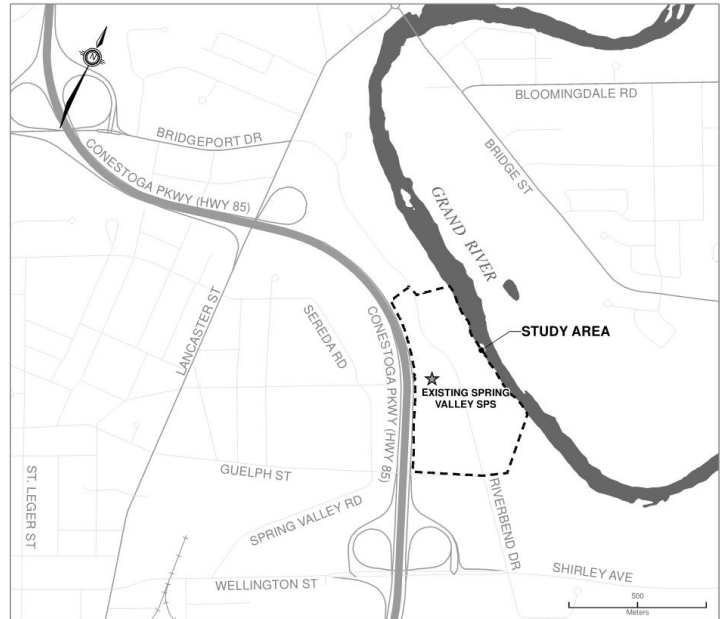 N
BLOOMINGDALE RD
BRIDGEPORT DR
BRIDGE ST
CONESTOGA PKWY (HWY 85)
GRAND RIVER
LANCASTER ST
SEREDA RD
CONESTOGA PKWY (HWY 85)
STUDY AREA
EXISTING SPRING
VALLEY SPS
GUELPH ST
ST. LEGER ST
SPRING VALLEY RD
RIVERBEND DR
SHIRLEY AVE
WELLINGTON ST
500
Meters